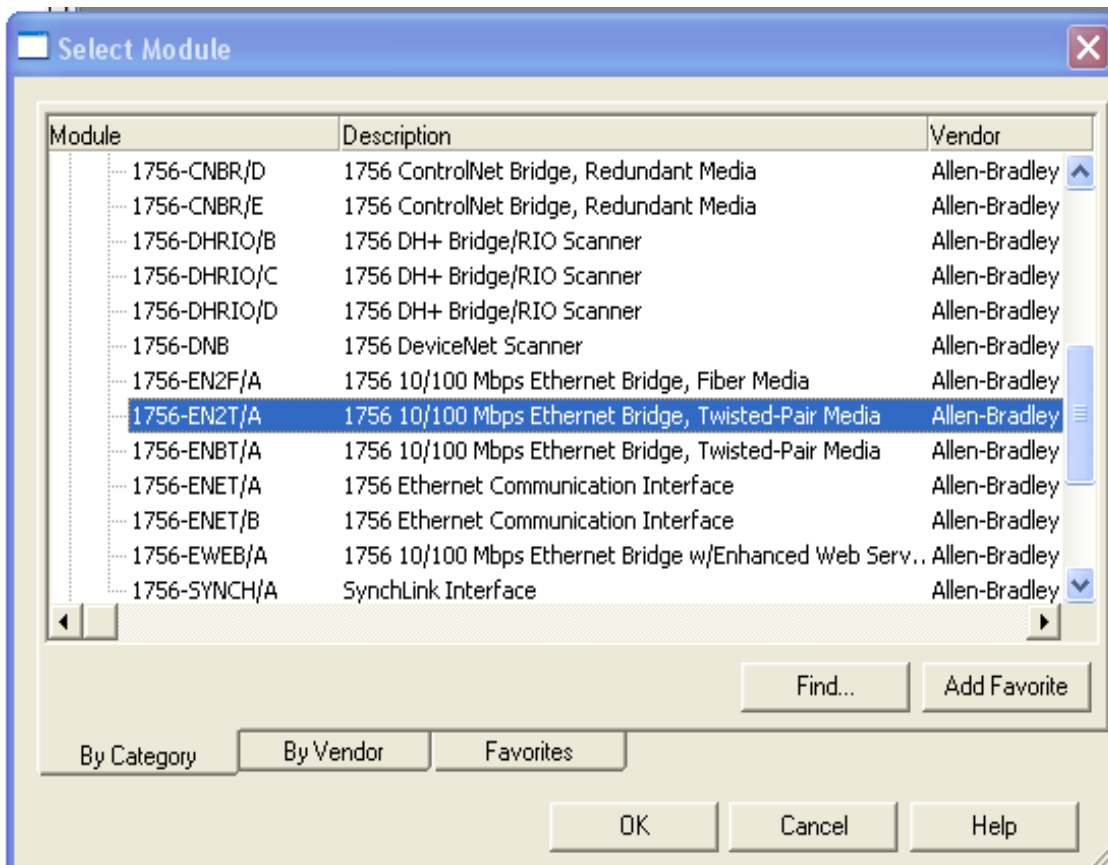 Select Module
Module Description Vendor
1756-CNBR/D 1756 ControlNet Bridge, Redundant Media Allen-Bradley
1756-CNBR/E 1756 ControlNet Bridge, Redundant Media Allen-Bradley
1756-DHRIO/B 1756 DH+ Bridge/RIO Scanner Allen-Bradley
1756-DHRIO/C 1756 DH+ Bridge/RIO Scanner Allen-Bradley
1756-DHRIO/D 1756 DH+ Bridge/RIO Scanner Allen-Bradley
1756-DNB 1756 DeviceNet Scanner Allen-Bradley
1756-EN2F/A 1756 10/100 Mbps Ethernet Bridge, Fiber Media Allen-Bradley
1756-EN2T/A 1756 10/100 Mbps Ethernet Bridge, Twisted-Pair Media Allen-Bradley
1756-ENBT/A 1756 10/100 Mbps Ethernet Bridge, Twisted-Pair Media Allen-Bradley
1756-ENET/A 1756 Ethernet Communication Interface Allen-Bradley
1756-ENET/B 1756 Ethernet Communication Interface Allen-Bradley
1756-EWEB/A 1756 10/100 Mbps Ethernet Bridge w/Enhanced Web Serv.. Allen-Bradley
1756-SYNCH/A SynchLink Interface Allen-Bradley
Find... Add Favorite
By Category By Vendor Favorites
OK Cancel Help